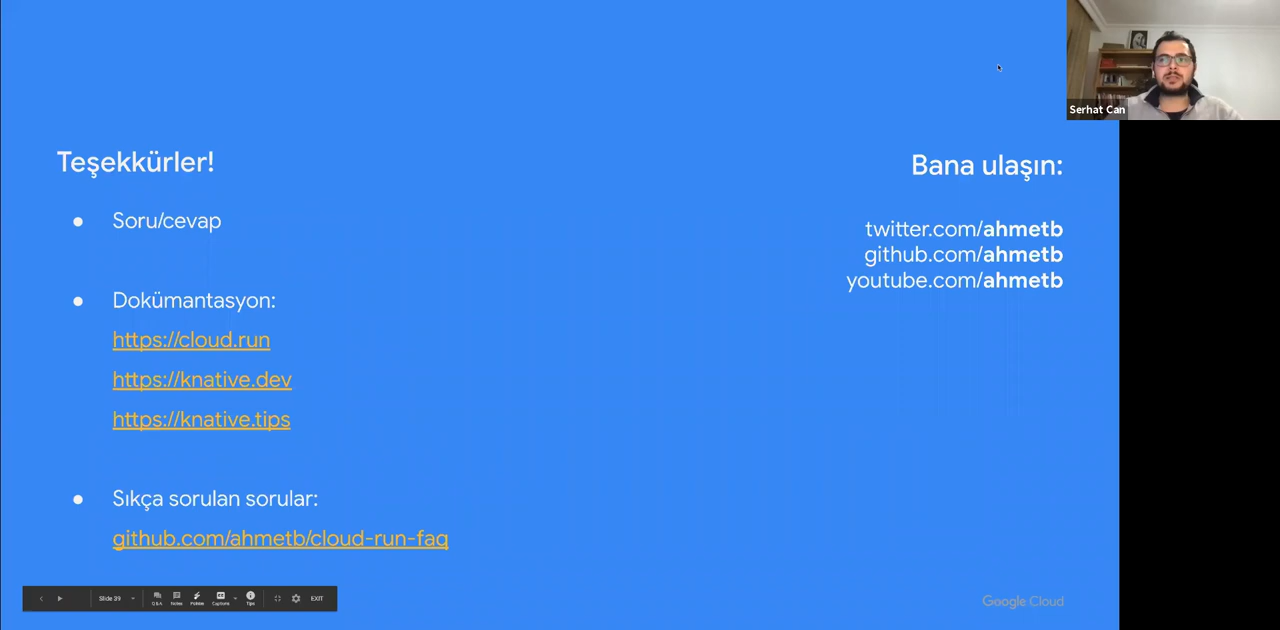 Serhat Can
Teşekkürler!
Soru/cevap
Dokümantasyon:
https://cloud.run
https://knative.dev
https://knative.tips
Sıkça sorulan sorular:
github.com/ahmetb/cloud-run-faq
Bana ulaşın:
twitter.com/ahmetb
github.com/ahmetb
youtube.com/ahmetb
Slide 39
Q&A
Notes
Pointer
Captions
Tips
EXIT
Google Cloud